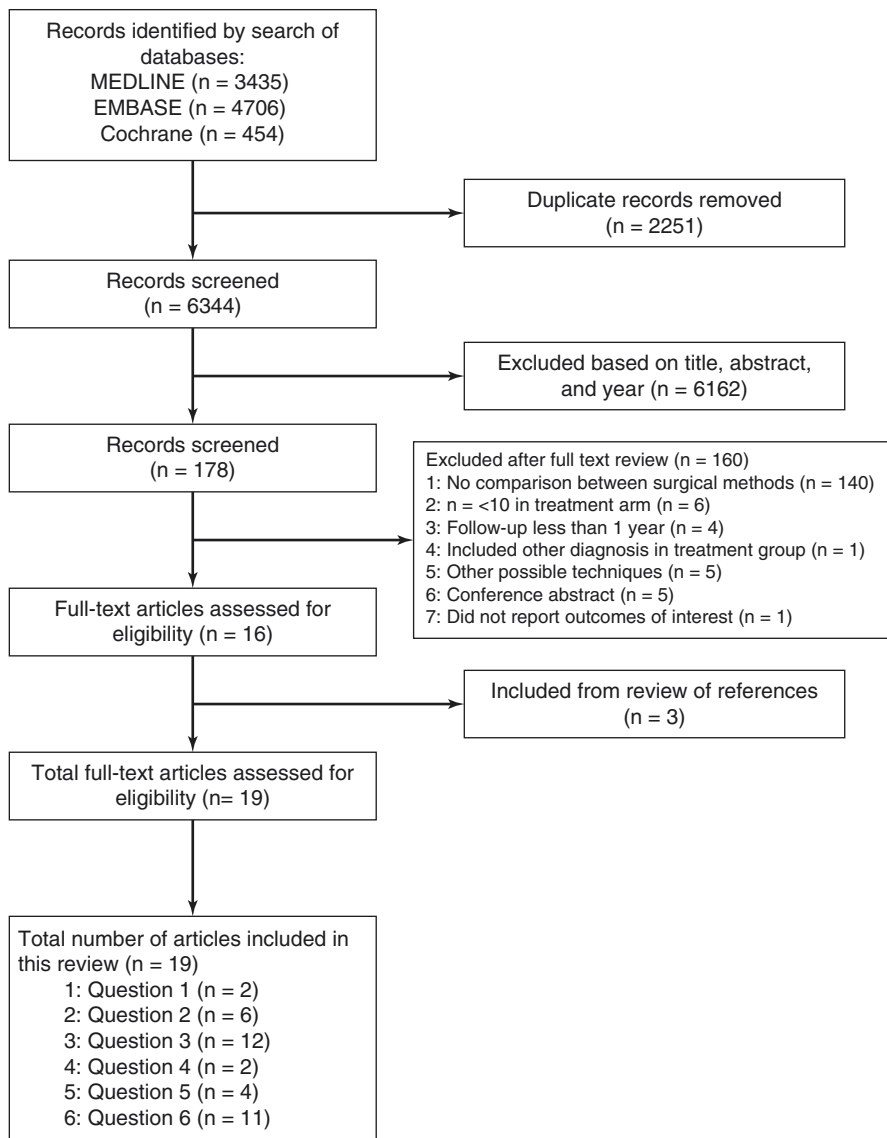 Records identified by search of
databases:
MEDLINE (n = 3435)
EMBASE (n = 4706)
Cochrane (n = 454)
Duplicate records removed
(n = 2251)
Records screened
(n = 6344)
Excluded based on title, abstract,
and year (n = 6162)
Records screened
(n = 178)
Excluded after full text review (n = 160)
1: No comparison between surgical methods (n = 140)
2: n = <10 in treatment arm (n = 6)
3: Follow-up less than 1 year (n = 4)
4: Included other diagnosis in treatment group (n = 1)
5: Other possible techniques (n = 5)
6: Conference abstract (n = 5)
7: Did not report outcomes of interest (n = 1)
Full-text articles assessed for
eligibility (n = 16)
Included from review of references
(n = 3)
Total full-text articles assessed for
eligibility (n= 19)
Total number of articles included in
this review (n = 19)
1: Question 1 (n = 2)
2: Question 2 (n = 6)
3: Question 3 (n = 12)
4: Question 4 (n = 2)
5: Question 5 (n = 4)
6: Question 6 (n = 11)